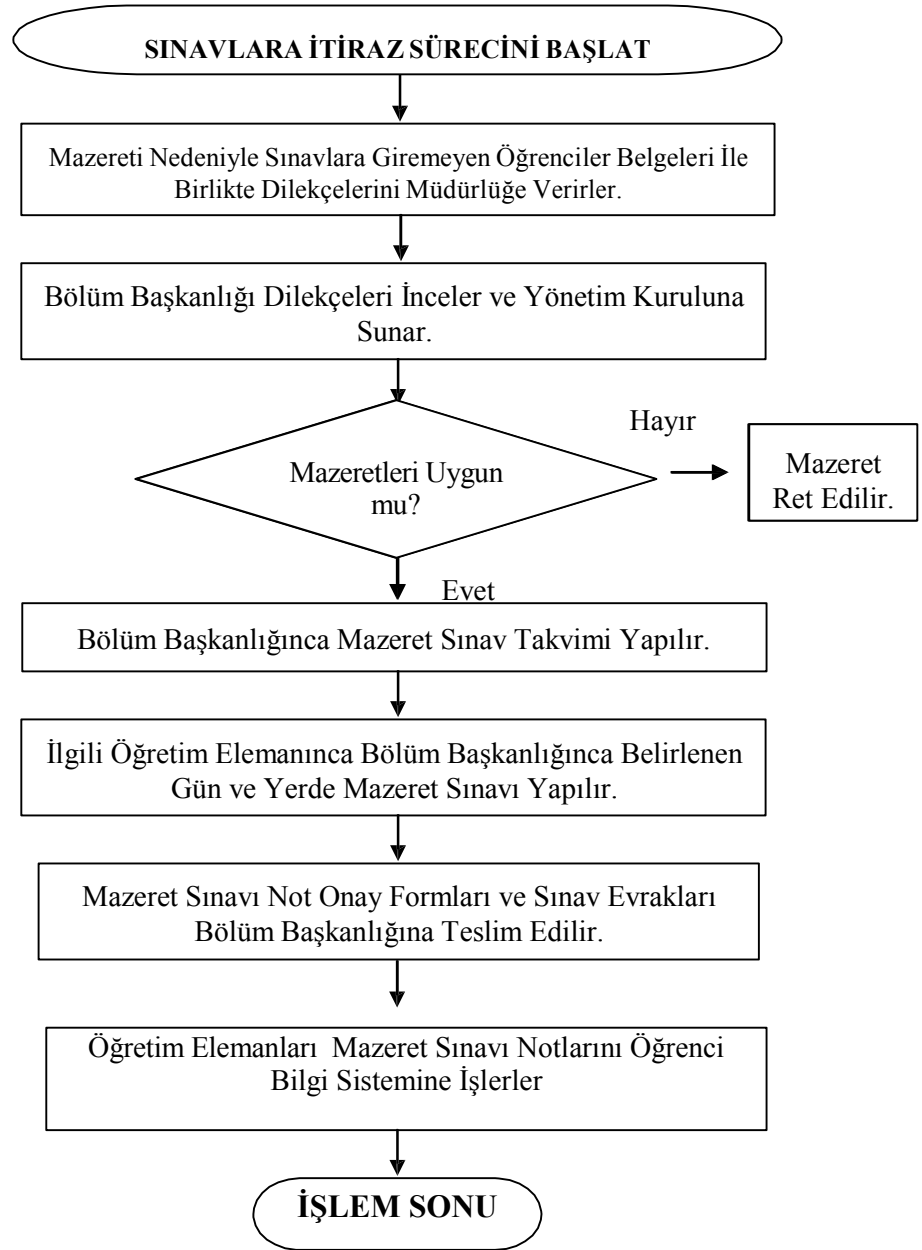 SINAVLARA İTİRAZ SÜRECİNİ BAŞLAT
Mazereti Nedeniyle Sınavlara Giremeyen Öğrenciler Belgeleri İle
Birlikte Dilekçelerini Müdürlüğe Verirler.
Bölüm Başkanlığı Dilekçeleri İnceler ve Yönetim Kuruluna
Sunar.
Hayır
Mazeretleri Uygun
mu?
Mazeret
Ret Edilir.
Evet
Bölüm Başkanlığınca Mazeret Sınav Takvimi Yapılır.
İlgili Öğretim Elemanınca Bölüm Başkanlığınca Belirlenen
Gün ve Yerde Mazeret Sınavı Yapılır.
Mazeret Sınavı Not Onay Formları ve Sınav Evrakları
Bölüm Başkanlığına Teslim Edilir.
Öğretim Elemanları Mazeret Sınavı Notlarını Öğrenci
Bilgi Sistemine İşlerler
İŞLEM SONU